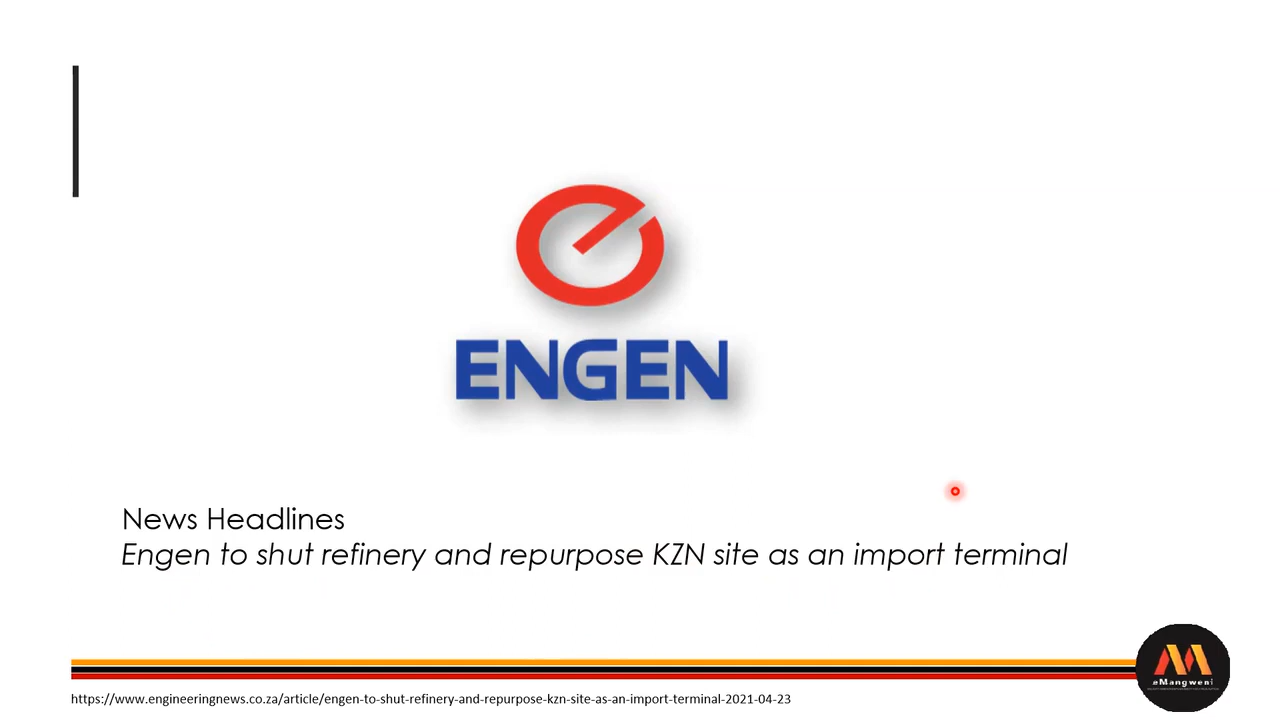 ENGEN
News Headlines
Engen to shut refinery and repurpose KZN site as an import terminal
eMangweni
https://www.engineeringnews.co.za/article/engen-to-shut-refinery-and-repurpose-kzn-site-as-an-import-terminal-2021-04-23